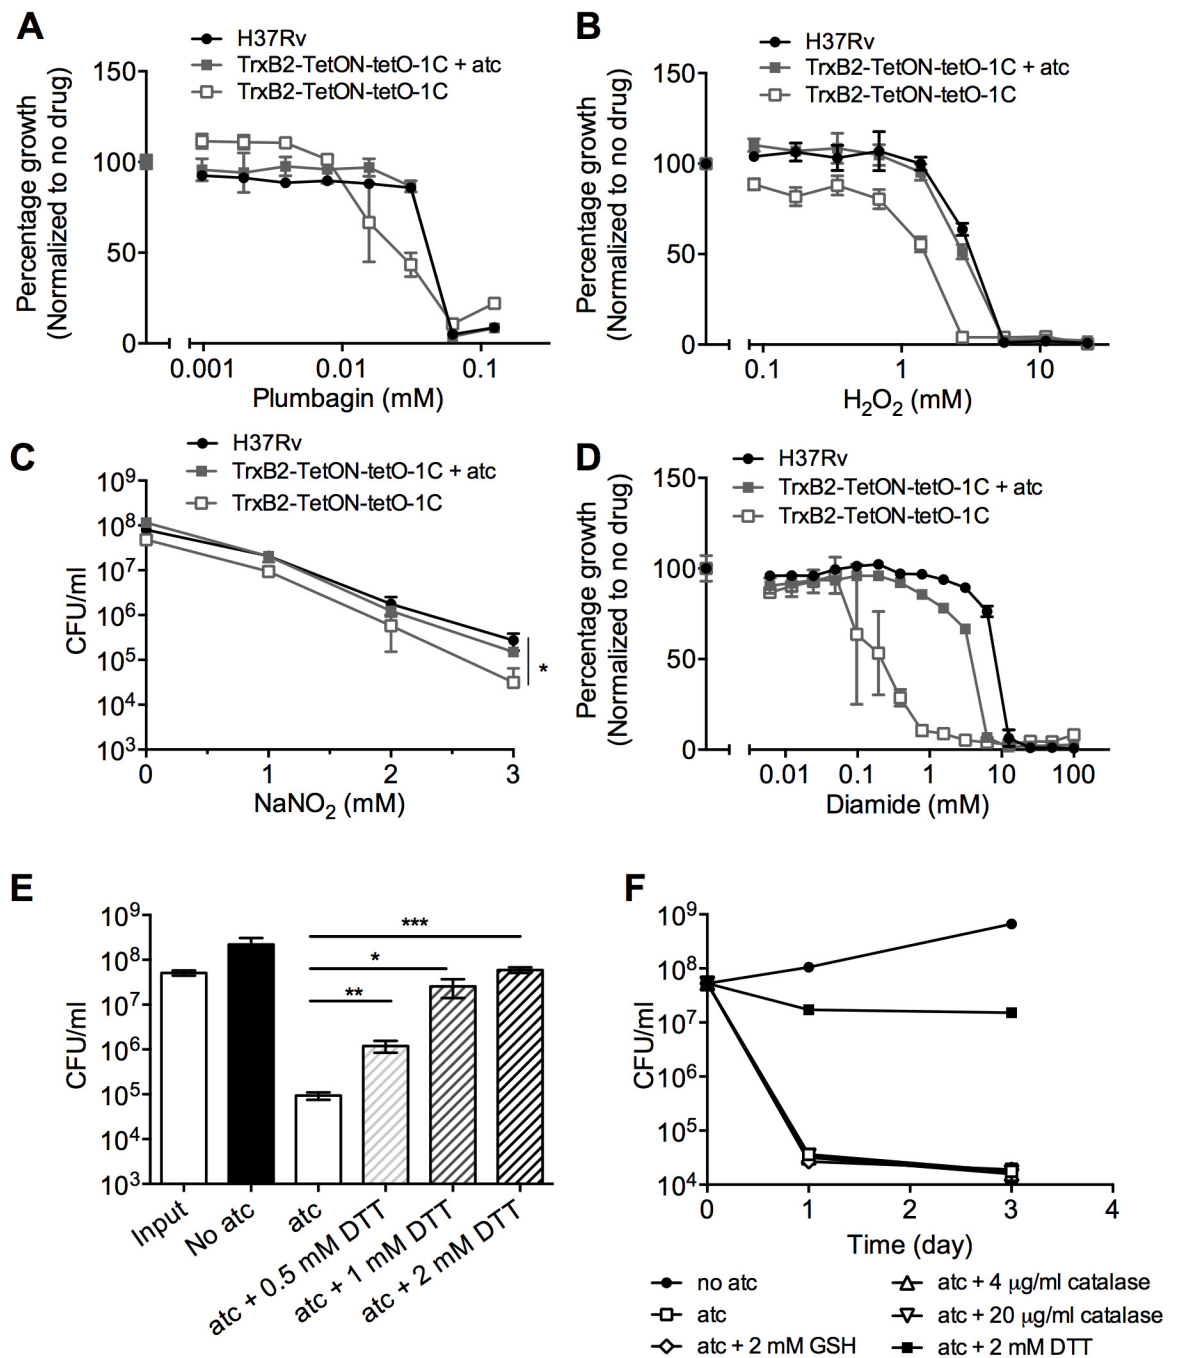 A
H37Rv
TrxB2-TetON-tetO-1C + atc
TrxB2-TetON-tetO-1C
Percentage growth
(Normalized to no drug)
150
100
50
0
0.001
0.01
0.1
Plumbagin (mM)
B
H37Rv
TrxB2-TetON-tetO-1C + atc
TrxB2-TetON-tetO-1C
Percentage growth
(Normalized to no drug)
150
100
50
0
0.1
1
10
H2O2 (mM)
C
H37Rv
TrxB2-TetON-tetO-1C + atc
TrxB2-TetON-tetO-1C
CFU/ml
10^9
10^8
10^7
10^6
10^5
10^4
10^3
*
0
1
2
3
NaNO2 (mM)
D
H37Rv
TrxB2-TetON-tetO-1C + atc
TrxB2-TetON-tetO-1C
Percentage growth
(Normalized to no drug)
150
100
50
0
0.01
0.1
1
10
100
Diamide (mM)
E
CFU/ml
10^9
10^8
10^7
10^6
10^5
10^4
10^3
***
*
**
Input
No atc
atc
atc + 0.5 mM DTT
atc + 1 mM DTT
atc + 2 mM DTT
F
CFU/ml
10^9
10^8
10^7
10^6
10^5
10^4
0
1
2
3
4
Time (day)
no atc
atc
atc + 2 mM GSH
atc + 4 μg/ml catalase
atc + 20 μg/ml catalase
atc + 2 mM DTT